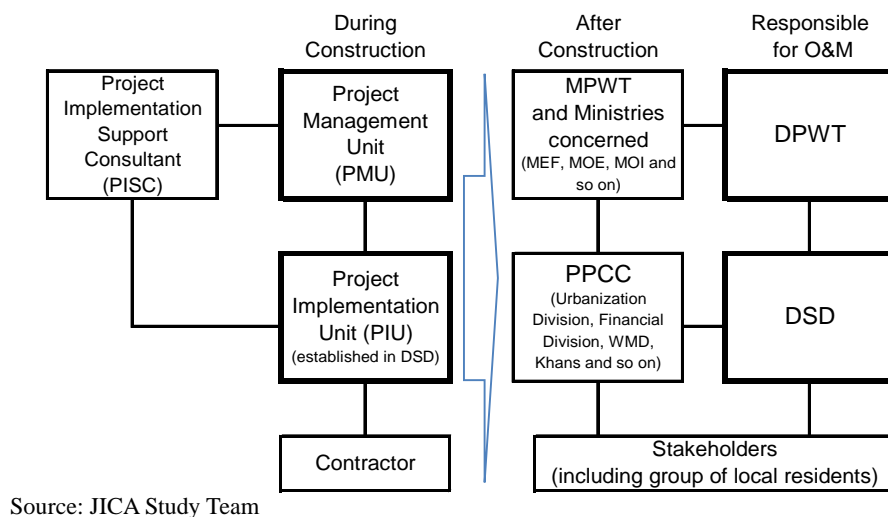 During
Construction
After
Construction
Responsible
for O&M
Project
Implementation
Support
Consultant
(PISC)
Project
Management
Unit
(PMU)
MPWT
and Ministries
concerned
(MEF, MOE, MOI and
so on)
DPWT
Project
Implementation
Unit (PIU)
(established in DSD)
PPCC
(Urbanization
Division, Financial
Division, WMD,
Khans and so on)
DSD
Contractor
Stakeholders
(including group of local residents)
Source: JICA Study Team